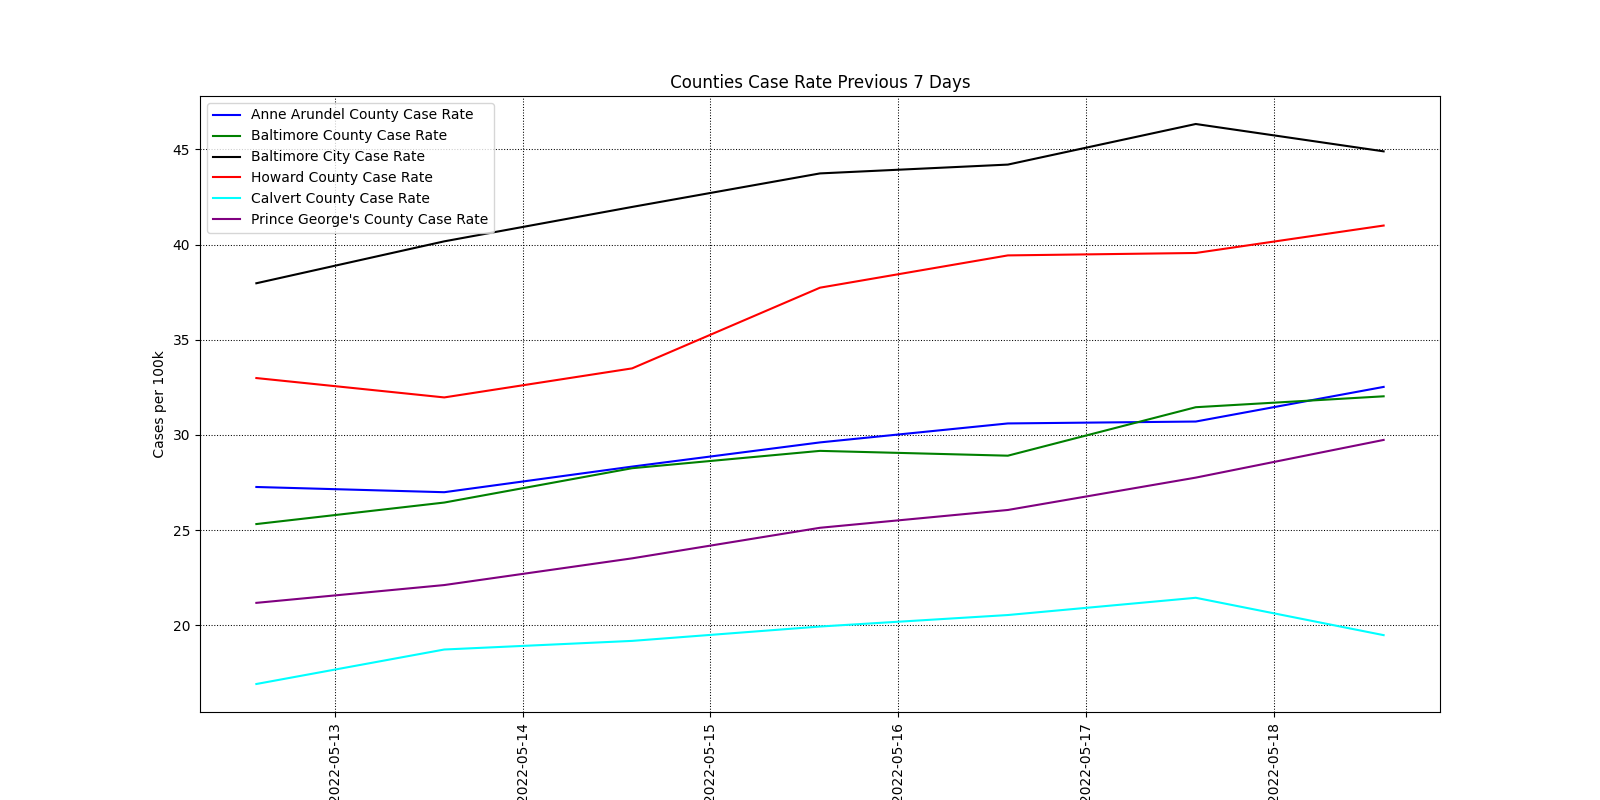 Counties Case Rate Previous 7 Days
Anne Arundel County Case Rate
Baltimore County Case Rate
Baltimore City Case Rate
Howard County Case Rate
Calvert County Case Rate
Prince George's County Case Rate
Cases per 100k
45
40
35
30
25
20
2022-05-13
2022-05-14
2022-05-15
2022-05-16
2022-05-17
2022-05-18